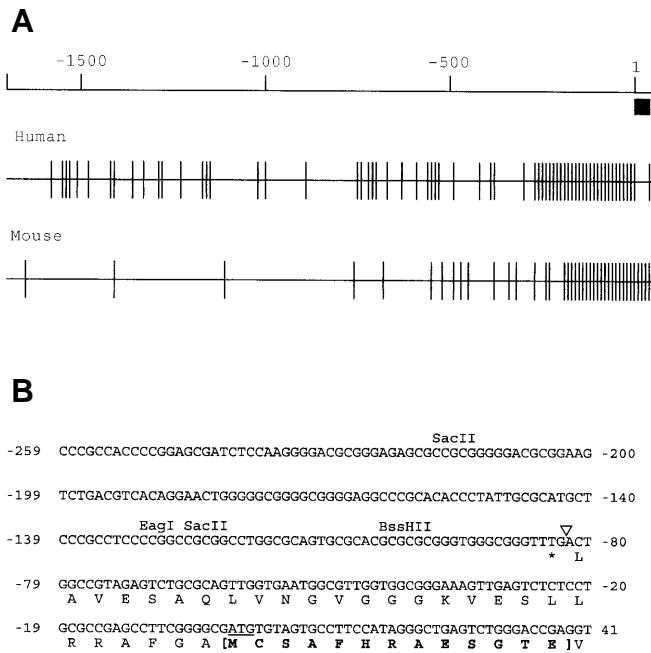 A
-1500 -1000 -500 1
Human
Mouse
B
SacII
-259 CCCGCCACCCCGGAGCGATCTCCAAGGGGACGCGGGAGAGCGCCGCGGGGGACGCGGAAG -200
-199 TCTGACGTCACAGGAACTGGGGGCGGGGCGGGGAGGCCCGCACACCCTATTGCGCATGCT -140
EagI SacII BssHII
-139 CCCGCCTCCCCCGGCCGCGGCCTGGCGCAGTGCGCACGCGCGCGGGTGGGCGGGTTTGACT -80
* L
-79 GGCCGTAGAGTCTGCGCAGTTGGTGAATGGCGTTGGTGGCGGGAAAGTTGAGTCTCTCCT -20
A V E S A Q L V N G V G G G K V E S L L
-19 GCGCCGAGCCTTCGGGGCGATGTGTAGTGCCTTCCATAGGGCTGAGTCTGGGACCGAGGT 41
R R A F G A [M C S A F H R A E S G T E] V